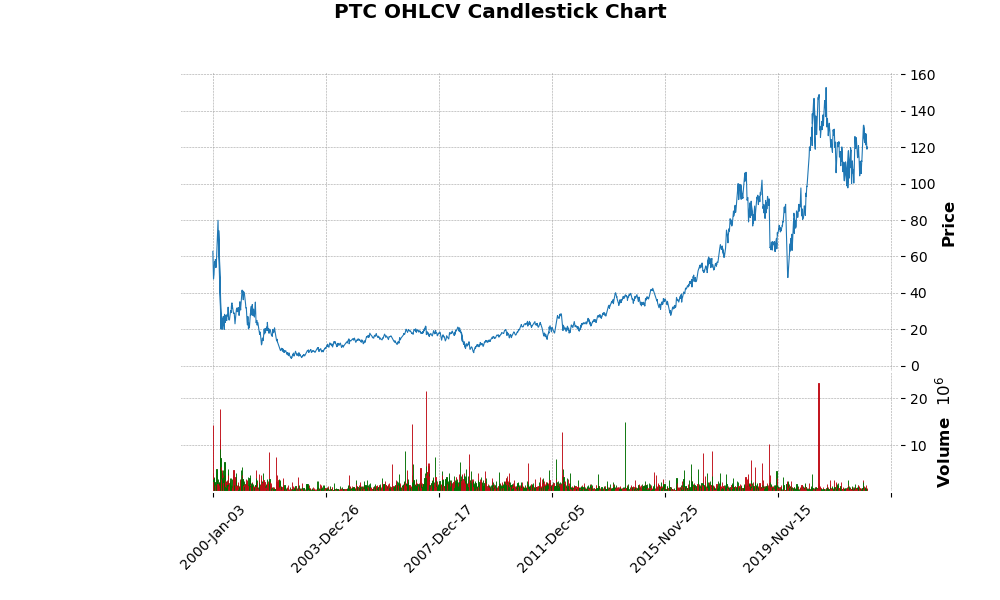 PTC OHLCV Candlestick Chart
160
140
120
100
80
60
40
20
0
Price
20
10
Volume 10^6
2000-Jan-03
2003-Dec-26
2007-Dec-17
2011-Dec-05
2015-Nov-25
2019-Nov-15